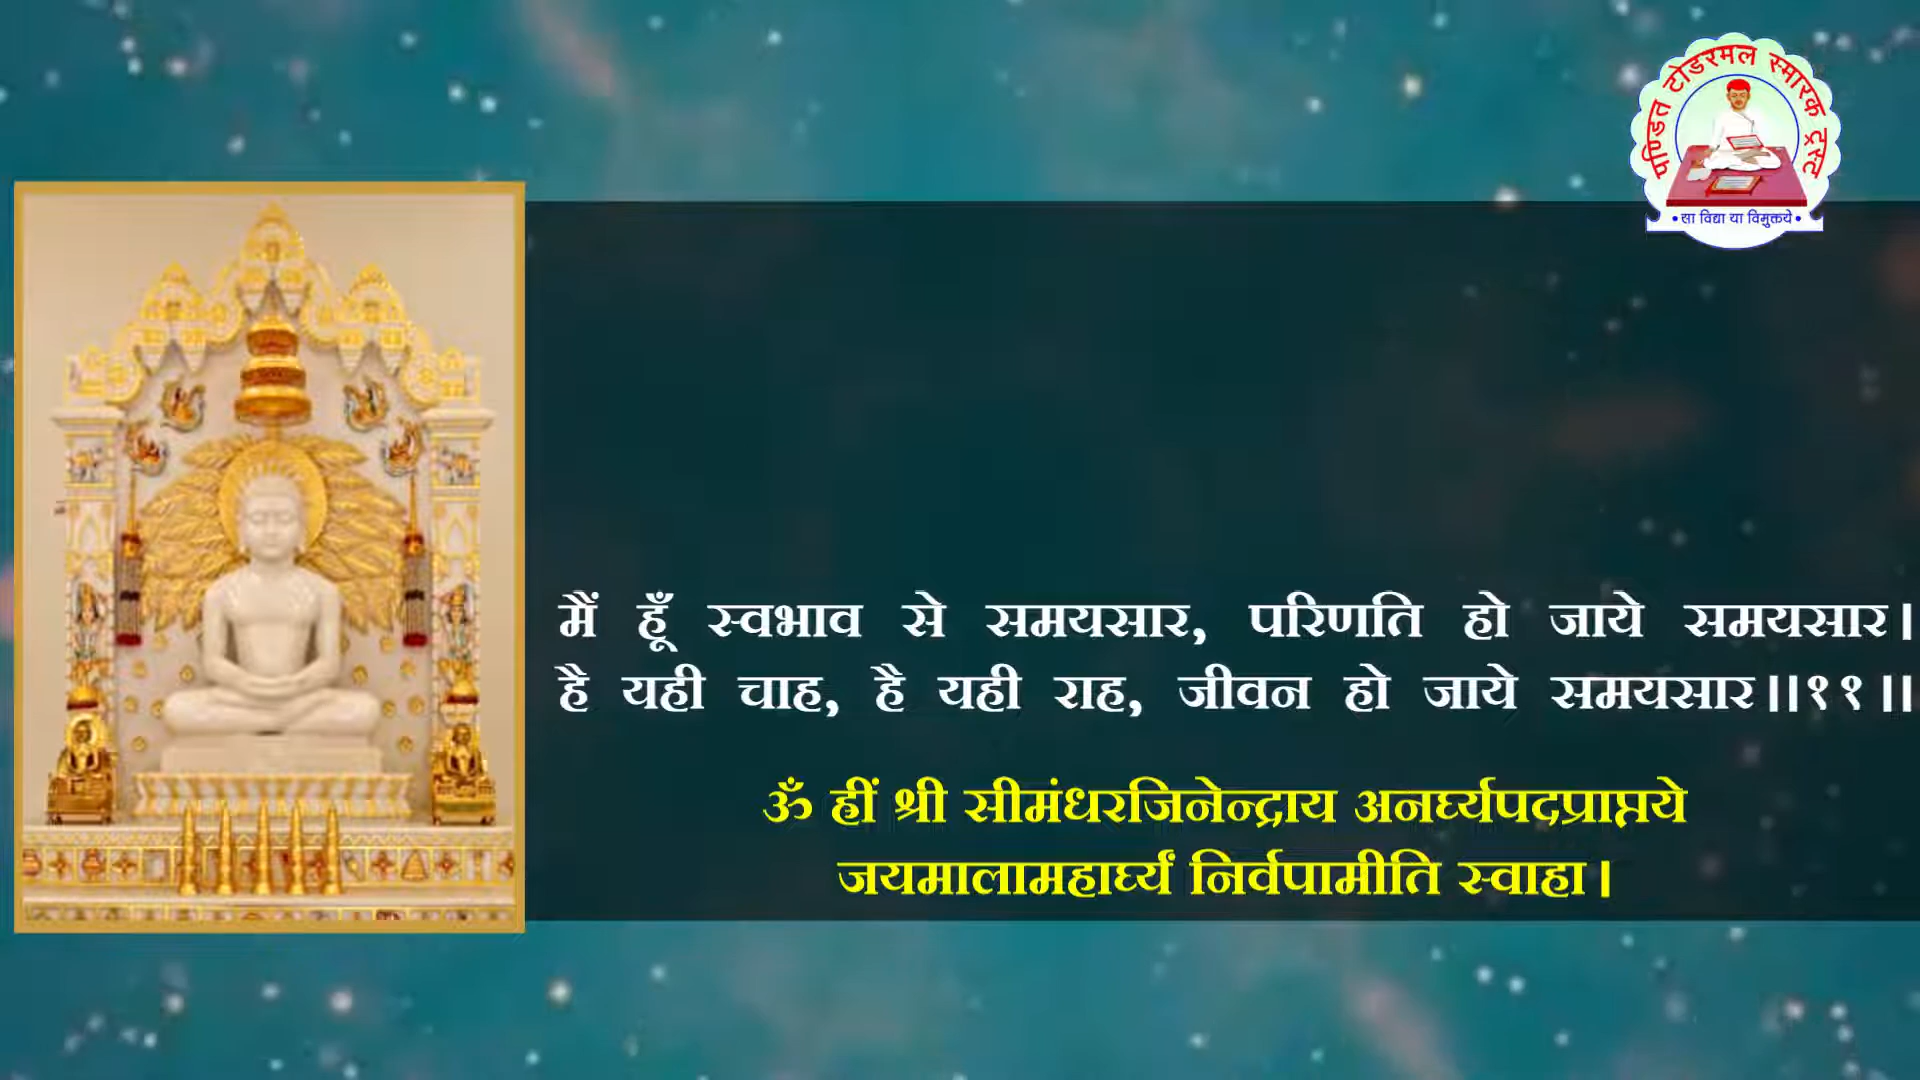 पण्डित टोडरमल स्मारक ट्रस्ट
• सा विद्या या विमुक्तये •
मैं हूँ स्वभाव से समयसार, परिणति हो जाये समयसार।
है यही चाह, है यही राह, जीवन हो जाये समयसार।।११।।
ॐ ह्रीं श्री सीमंधरजिनेन्द्राय अनर्घ्यपदप्राप्तये
जयमालामहार्घ्यं निर्वपामीति स्वाहा।